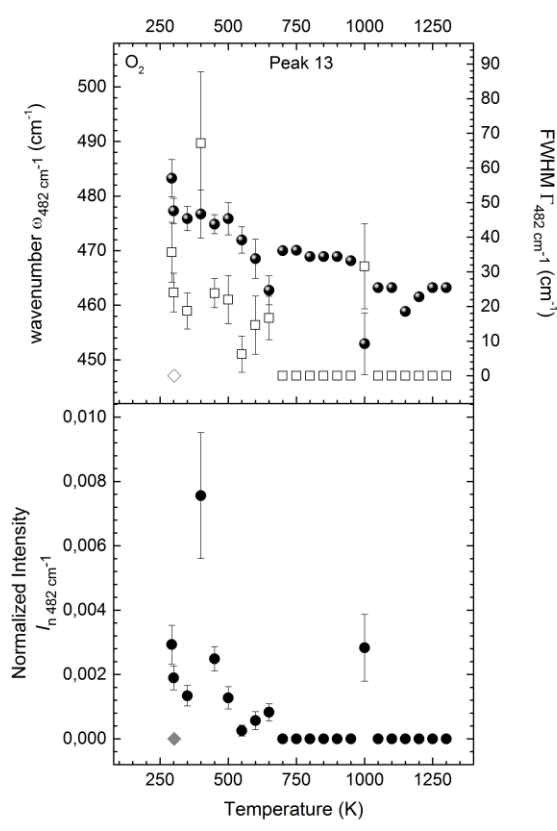 250 500 750 1000 1250
O2 Peak 13
500
490
480
470
460
450
wavenumber ω482 cm-1 (cm-1)
90
80
70
60
50
40
30
20
10
0
FWHM Γ482 cm-1 (cm-1)
0,010
0,008
0,006
0,004
0,002
0,000
Normalized Intensity
In 482 cm-1
250 500 750 1000 1250
Temperature (K)